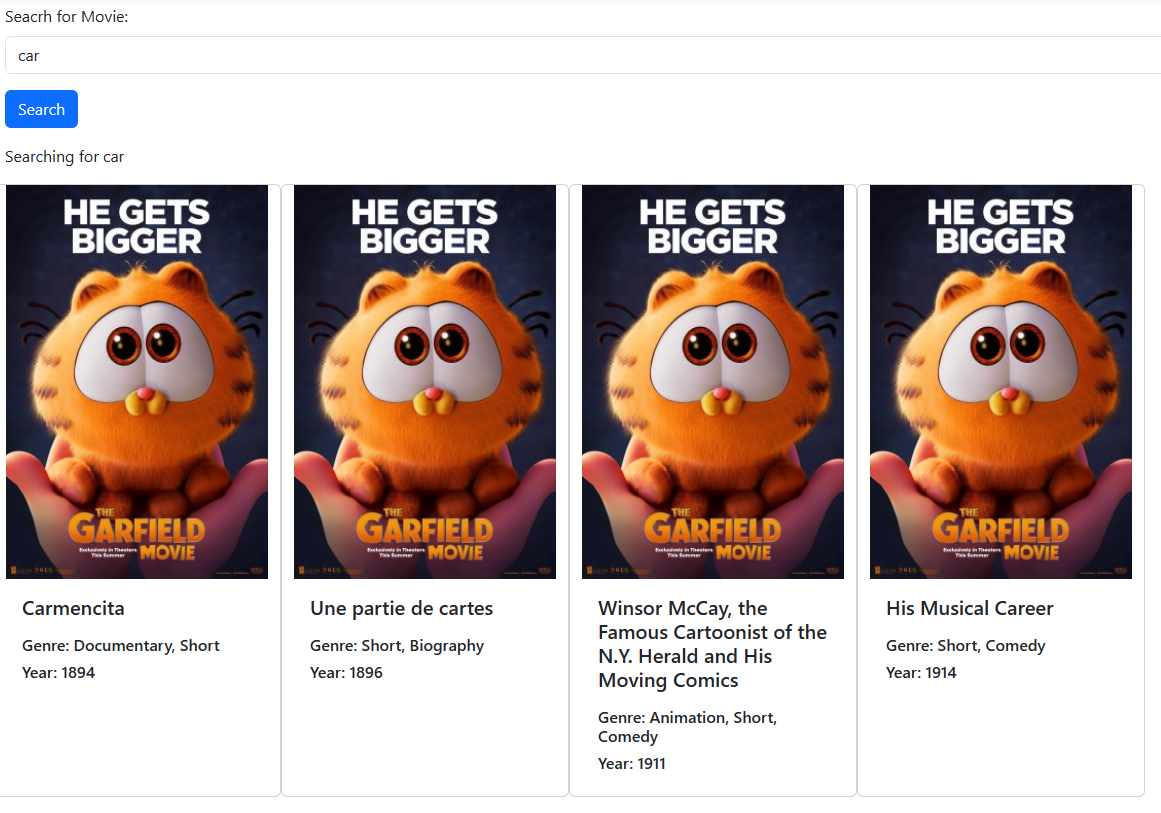 Seacrh for Movie:
car
Search
Searching for car
HE GETS
BIGGER
THE
GARFIELD
MOVIE
Exclusively in Theaters
This Summer
HE GETS
BIGGER
THE
GARFIELD
MOVIE
Exclusively in Theaters
This Summer
HE GETS
BIGGER
THE
GARFIELD
MOVIE
Exclusively in Theaters
This Summer
HE GETS
BIGGER
THE
GARFIELD
MOVIE
Exclusively in Theaters
This Summer
Carmencita
Genre: Documentary, Short
Year: 1894
Une partie de cartes
Genre: Short, Biography
Year: 1896
Winsor McCay, the
Famous Cartoonist of the
N.Y. Herald and His
Moving Comics
Genre: Animation, Short,
Comedy
Year: 1911
His Musical Career
Genre: Short, Comedy
Year: 1914